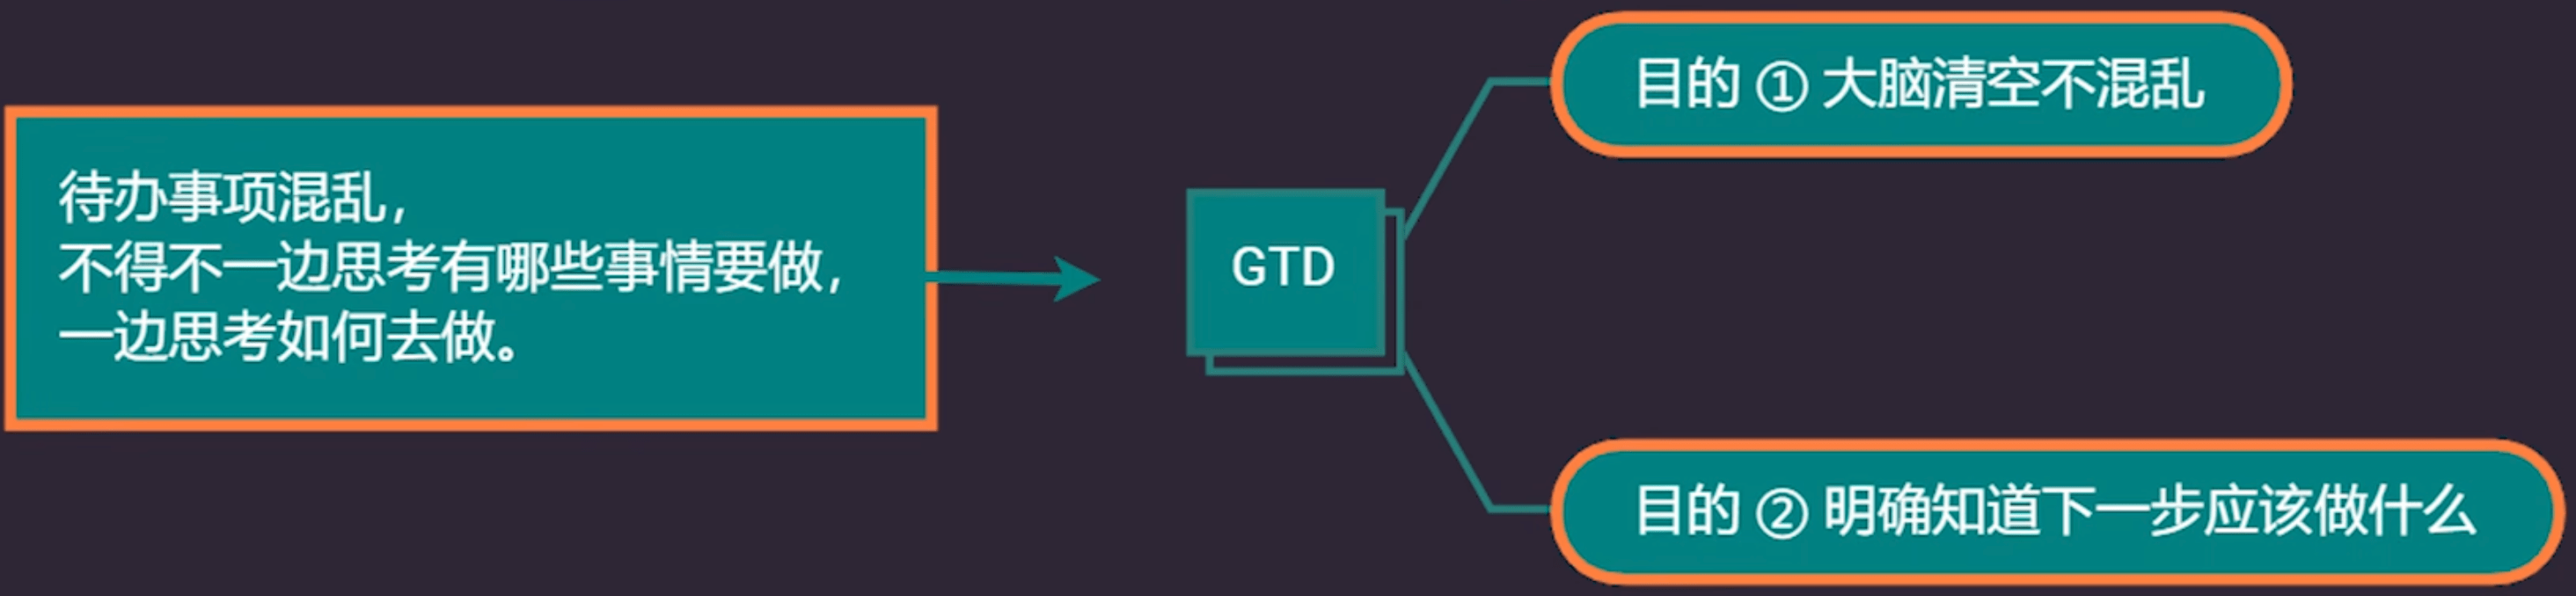 待办事项混乱，
不得不一边思考有哪些事情要做，
一边思考如何去做。
GTD
目的 ① 大脑清空不混乱
目的 ② 明确知道下一步应该做什么